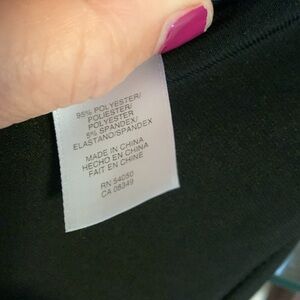 95% POLYESTER/
POLIESTER/
POLYESTER
5% SPANDEX/
ELASTANO/SPANDEX
MADE IN CHINA
HECHO EN CHINA
FAIT EN CHINE
RN 54050
CA 08349